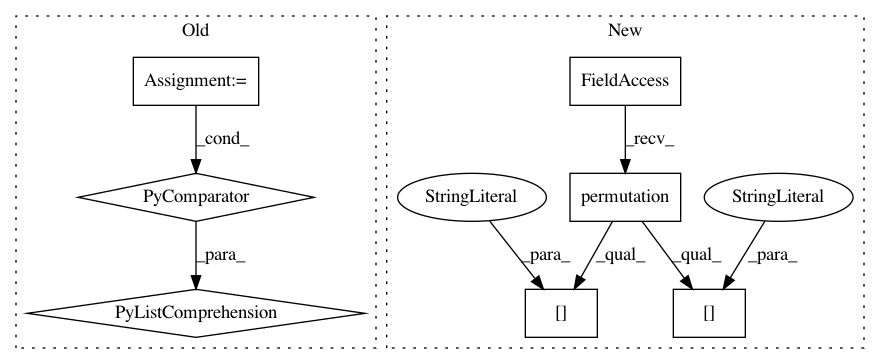 Old
New
Assignment:=
FieldAccess
_cond_
_recv_
PyComparator
StringLiteral
permutation
StringLiteral
_para_
_para_
_qual_
_qual_
_para_
PyListComprehension
[]
[]